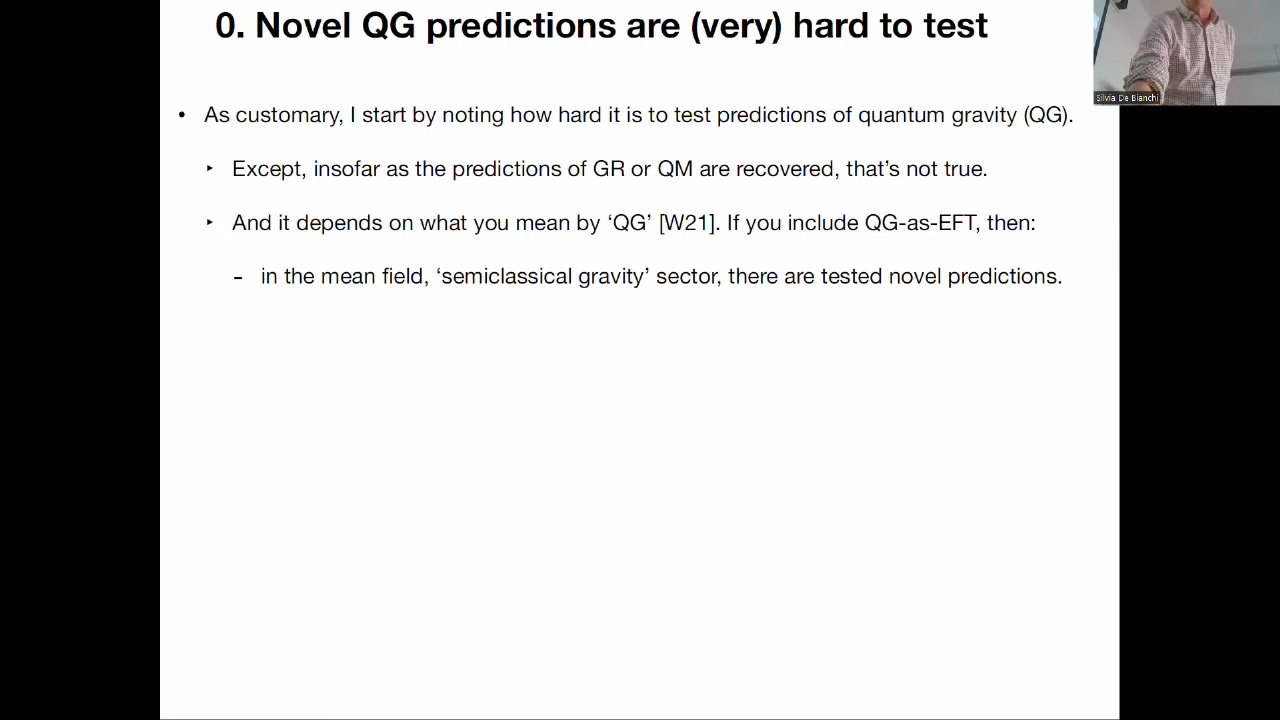 0. Novel QG predictions are (very) hard to test
Silvia De Bianchi
• As customary, I start by noting how hard it is to test predictions of quantum gravity (QG).
‣ Except, insofar as the predictions of GR or QM are recovered, that’s not true.
‣ And it depends on what you mean by ‘QG’ [W21]. If you include QG-as-EFT, then:
- in the mean field, ‘semiclassical gravity’ sector, there are tested novel predictions.